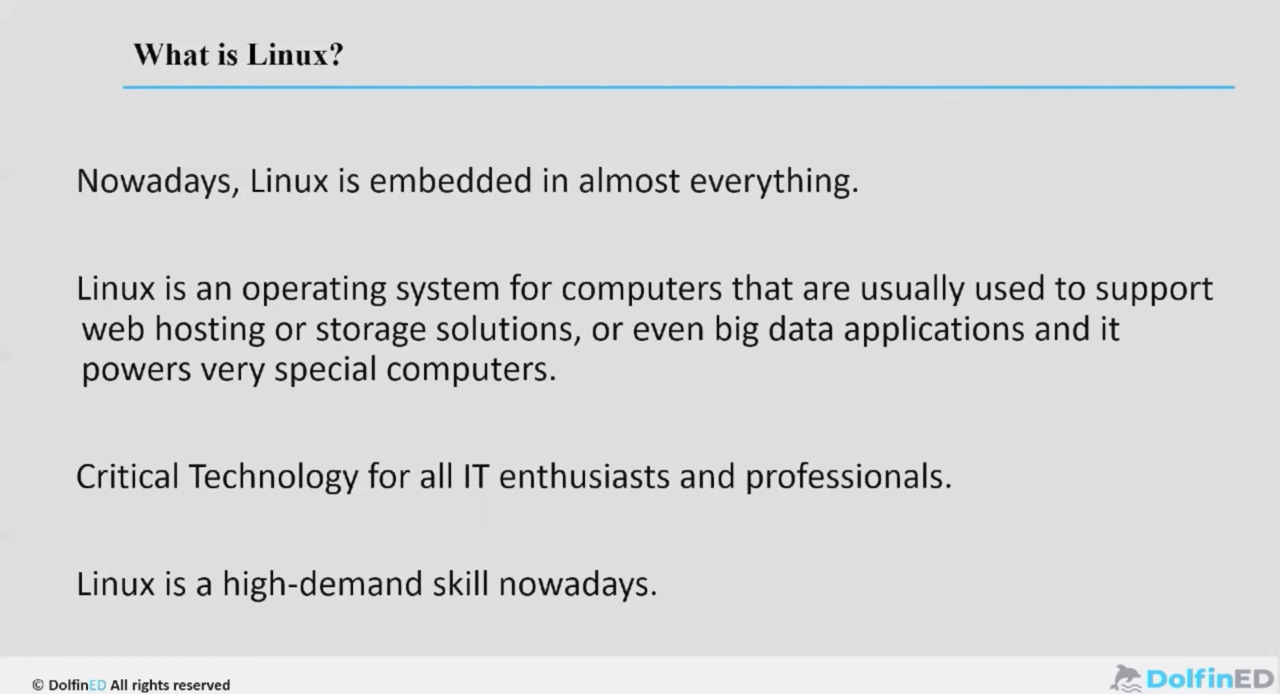 What is Linux?
Nowadays, Linux is embedded in almost everything.
Linux is an operating system for computers that are usually used to support
web hosting or storage solutions, or even big data applications and it
powers very special computers.
Critical Technology for all IT enthusiasts and professionals.
Linux is a high-demand skill nowadays.
© DolfinED All rights reserved
DolfinED